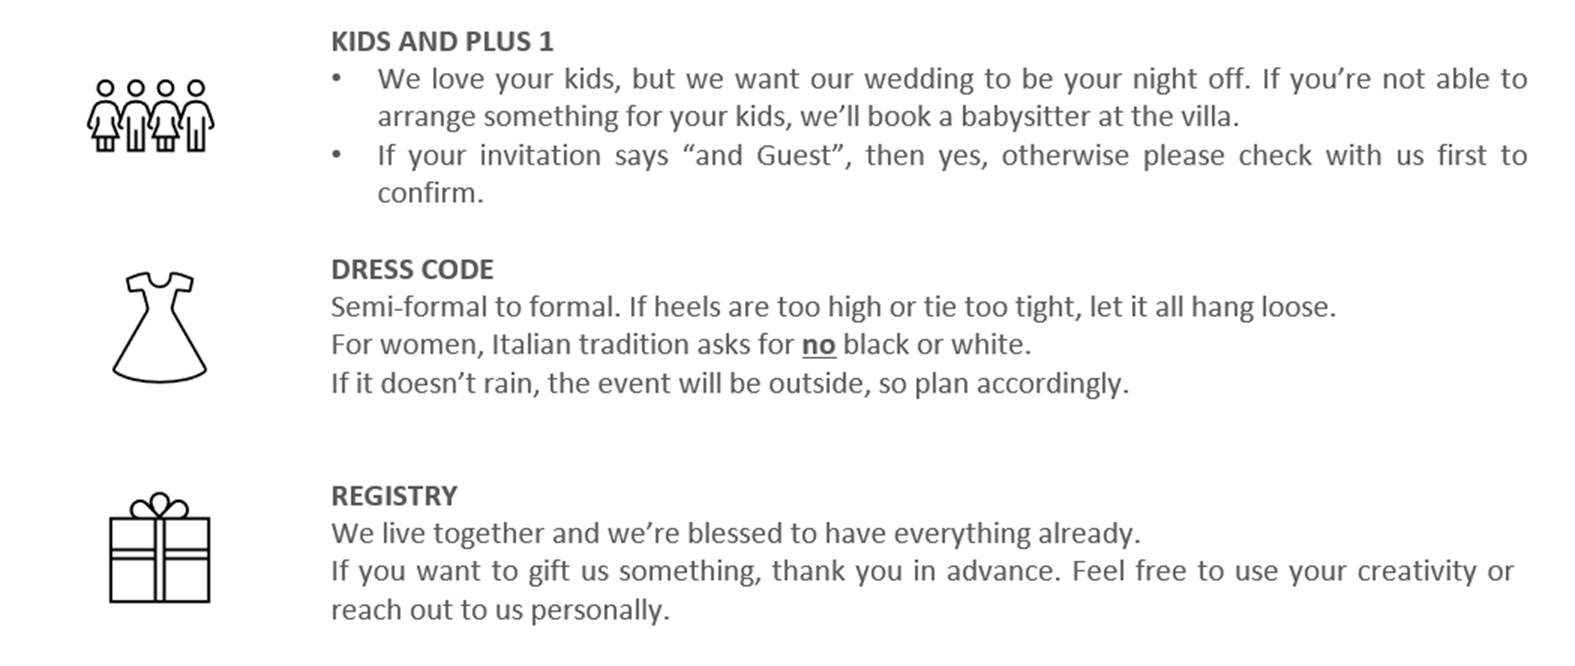 KIDS AND PLUS 1
• We love your kids, but we want our wedding to be your night off. If you’re not able to
arrange something for your kids, we’ll book a babysitter at the villa.
• If your invitation says “and Guest”, then yes, otherwise please check with us first to
confirm.
DRESS CODE
Semi-formal to formal. If heels are too high or tie too tight, let it all hang loose.
For women, Italian tradition asks for no black or white.
If it doesn’t rain, the event will be outside, so plan accordingly.
REGISTRY
We live together and we’re blessed to have everything already.
If you want to gift us something, thank you in advance. Feel free to use your creativity or
reach out to us personally.